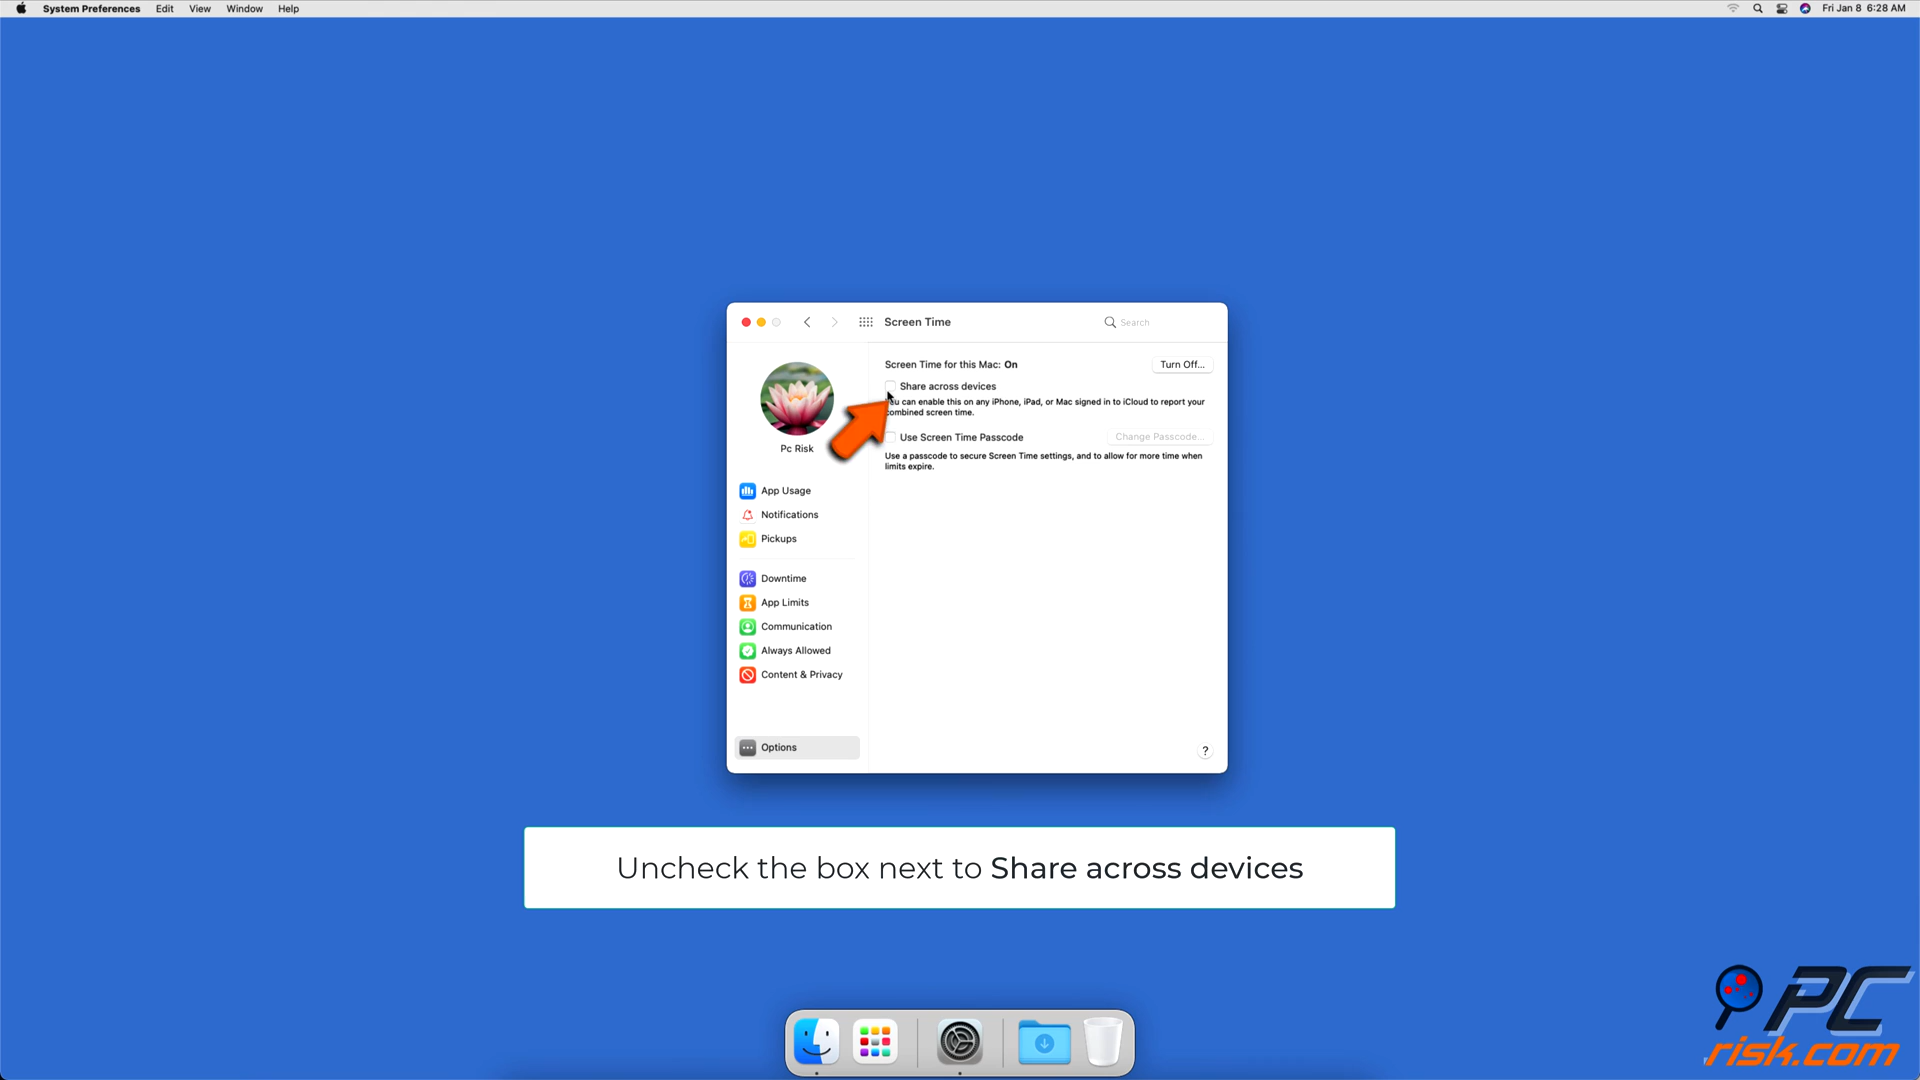 System Preferences Edit View Window Help
Fri Jan 8 6:28 AM
Screen Time
Search
Screen Time for this Mac: On
Turn Off...
Share across devices
can enable this on any iPhone, iPad, or Mac signed in to iCloud to report your
combined screen time.
Pc Risk
Use Screen Time Passcode
Change Passcode...
Use a passcode to secure Screen Time settings, and to allow for more time when
limits expire.
App Usage
Notifications
Pickups
Downtime
App Limits
Communication
Always Allowed
Content & Privacy
Options
?
Uncheck the box next to Share across devices
PC
risk.com